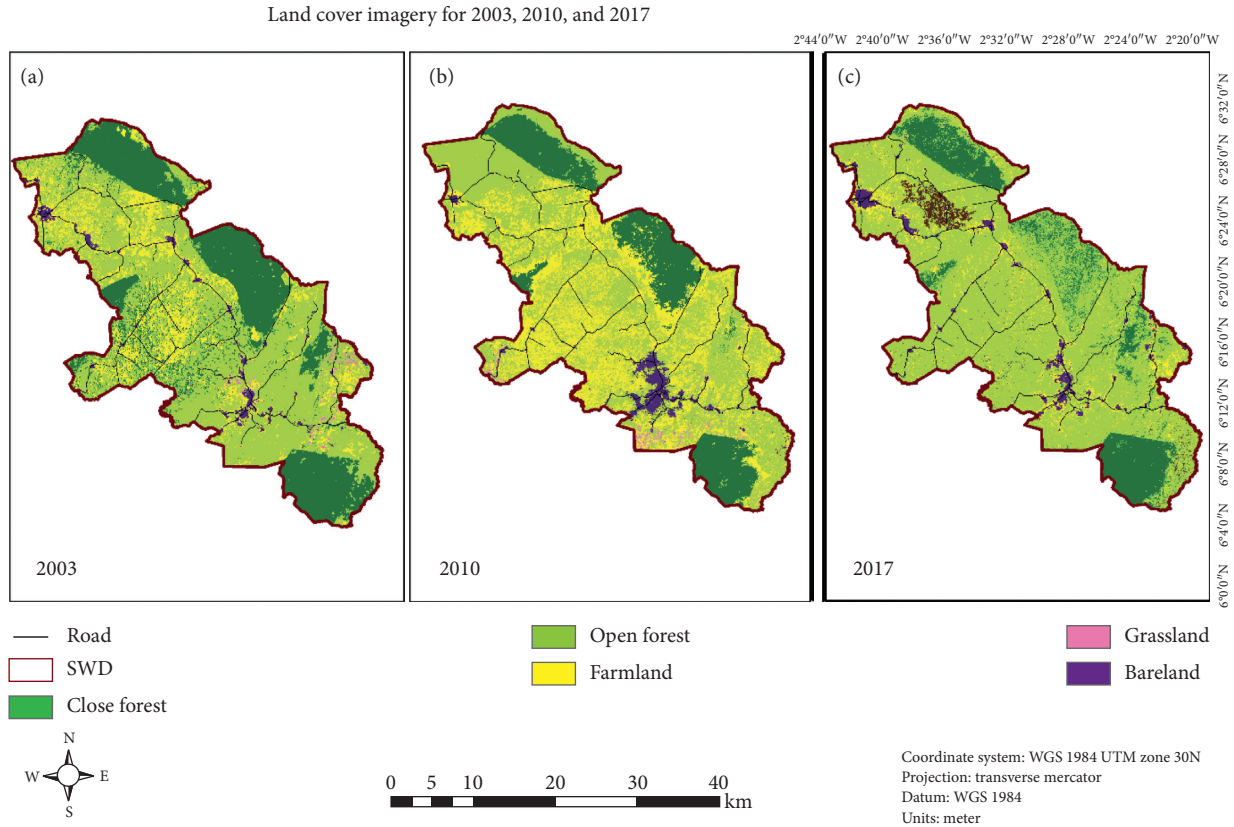 Land cover imagery for 2003, 2010, and 2017
2°44′0″W 2°40′0″W 2°36′0″W 2°32′0″W 2°28′0″W 2°24′0″W 2°20′0″W
(a)
(b)
(c)
6°32′0″N
6°28′0″N
6°24′0″N
6°20′0″N
6°16′0″N
6°12′0″N
6°8′0″N
6°4′0″N
6°0′0″N
2003
2010
2017
Road
SWD
Close forest
Open forest
Farmland
Grassland
Bareland
N
W E
S
0 5 10 20 30 40
km
Coordinate system: WGS 1984 UTM zone 30N
Projection: transverse mercator
Datum: WGS 1984
Units: meter